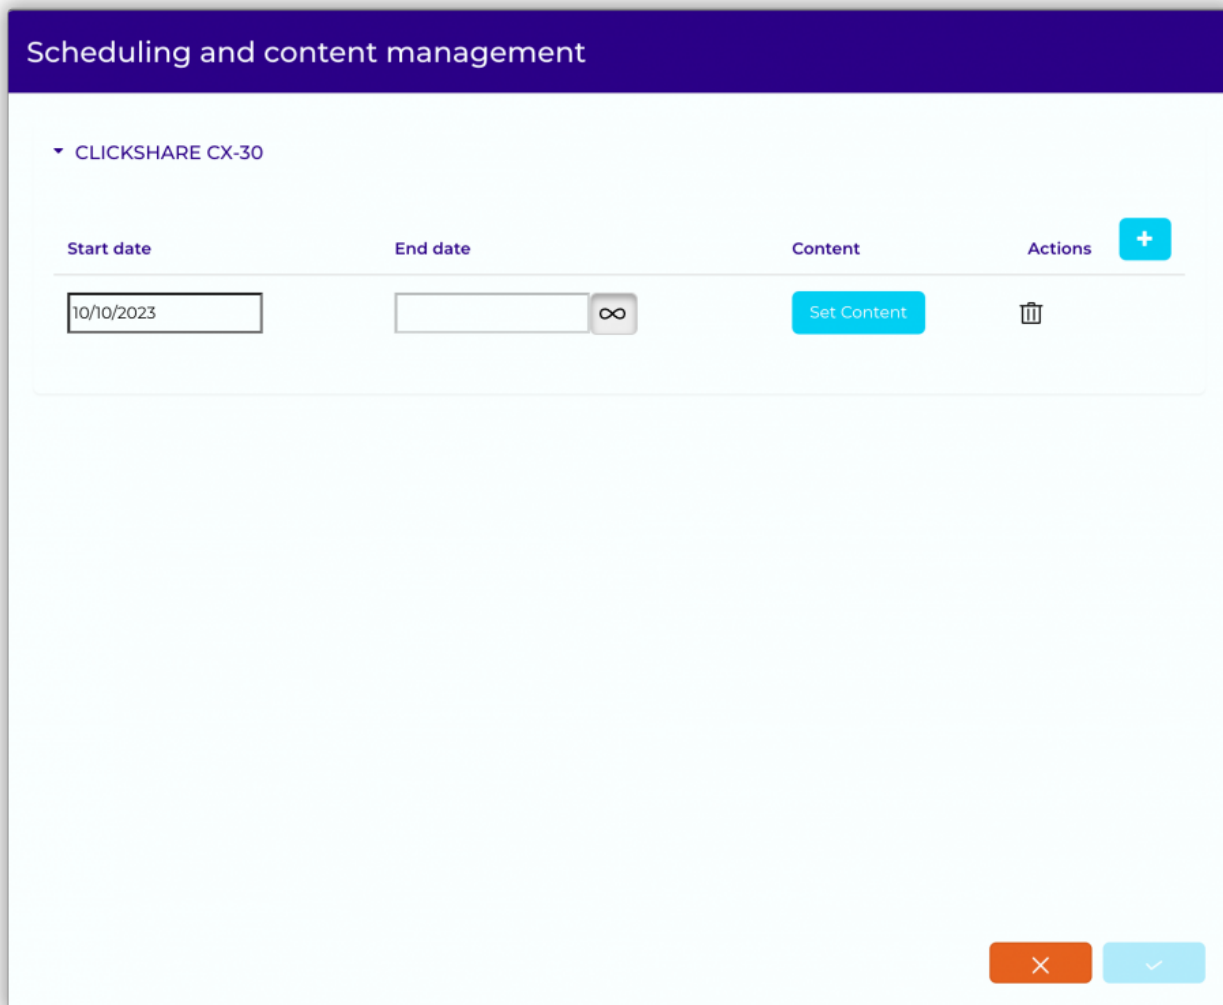 Scheduling and content management
CLICKSHARE CX-30
Start date End date Content Actions +
10/10/2023 ∞ Set Content